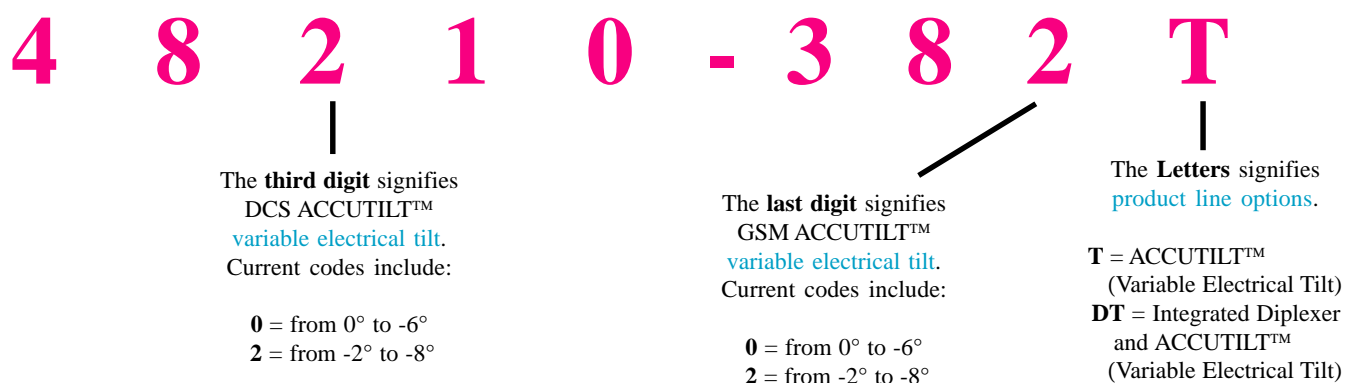 4 8 2 1 0 - 3 8 2 T
The third digit signifies
DCS ACCUTILT™
variable electrical tilt.
Current codes include:
0 = from 0° to -6°
2 = from -2° to -8°
The last digit signifies
GSM ACCUTILT™
variable electrical tilt.
Current codes include:
0 = from 0° to -6°
2 = from -2° to -8°
The Letters signifies
product line options.
T = ACCUTILT™
(Variable Electrical Tilt)
DT = Integrated Diplexer
and ACCUTILT™
(Variable Electrical Tilt)